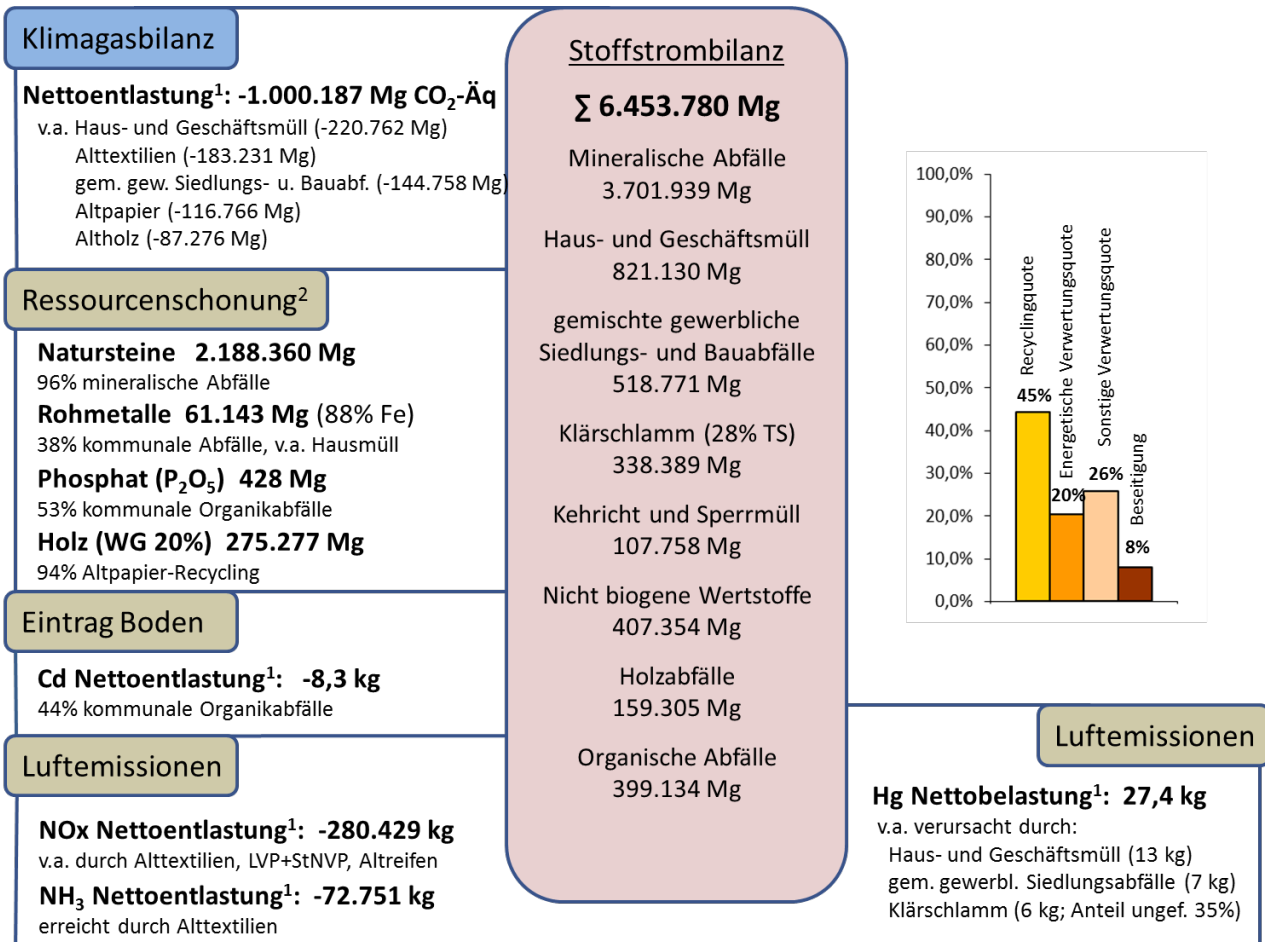 Klimagasbilanz
Nettoentlastung¹: -1.000.187 Mg CO₂-Äq
v.a. Haus- und Geschäftsmüll (-220.762 Mg)
Alttextilien (-183.231 Mg)
gem. gew. Siedlungs- u. Bauabf. (-144.758 Mg)
Altpapier (-116.766 Mg)
Altholz (-87.276 Mg)
Ressourcenschonung²
Natursteine 2.188.360 Mg
96% mineralische Abfälle
Rohmetalle 61.143 Mg (88% Fe)
38% kommunale Abfälle, v.a. Hausmüll
Phosphat (P₂O₅) 428 Mg
53% kommunale Organikabfälle
Holz (WG 20%) 275.277 Mg
94% Altpapier-Recycling
Eintrag Boden
Cd Nettoentlastung¹: -8,3 kg
44% kommunale Organikabfälle
Luftemissionen
NOx Nettoentlastung¹: -280.429 kg
v.a. durch Alttextilien, LVP+StNVP, Altreifen
NH₃ Nettoentlastung¹: -72.751 kg
erreicht durch Alttextilien
Stoffstrombilanz
∑ 6.453.780 Mg
Mineralische Abfälle
3.701.939 Mg
Haus- und Geschäftsmüll
821.130 Mg
gemischte gewerbliche
Siedlungs- und Bauabfälle
518.771 Mg
Klärschlamm (28% TS)
338.389 Mg
Kehricht und Sperrmüll
107.758 Mg
Nicht biogene Wertstoffe
407.354 Mg
Holzabfälle
159.305 Mg
Organische Abfälle
399.134 Mg
100,0%
90,0%
80,0%
70,0%
60,0%
50,0%
40,0%
30,0%
20,0%
10,0%
0,0%
Recyclingquote
45%
Energetische Verwertungsquote
20%
Sonstige Verwertungsquote
26%
Beseitigung
8%
Luftemissionen
Hg Nettobelastung¹: 27,4 kg
v.a. verursacht durch:
Haus- und Geschäftsmüll (13 kg)
gem. gewerbl. Siedlungsabfälle (7 kg)
Klärschlamm (6 kg; Anteil ungef. 35%)